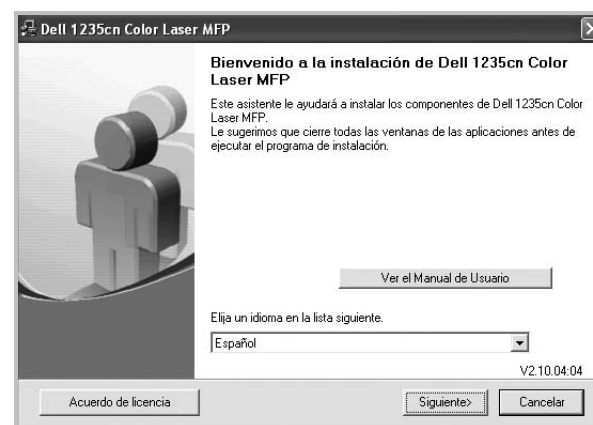 Dell 1235cn Color Laser MFP
Bienvenido a la instalación de Dell 1235cn Color
Laser MFP
Este asistente le ayudará a instalar los componentes de Dell 1235cn Color
Laser MFP.
Le sugerimos que cierre todas las ventanas de las aplicaciones antes de
ejecutar el programa de instalación.
Ver el Manual de Usuario
Elija un idioma en la lista siguiente.
Español
V2.10.04:04
Acuerdo de licencia
Siguiente>
Cancelar